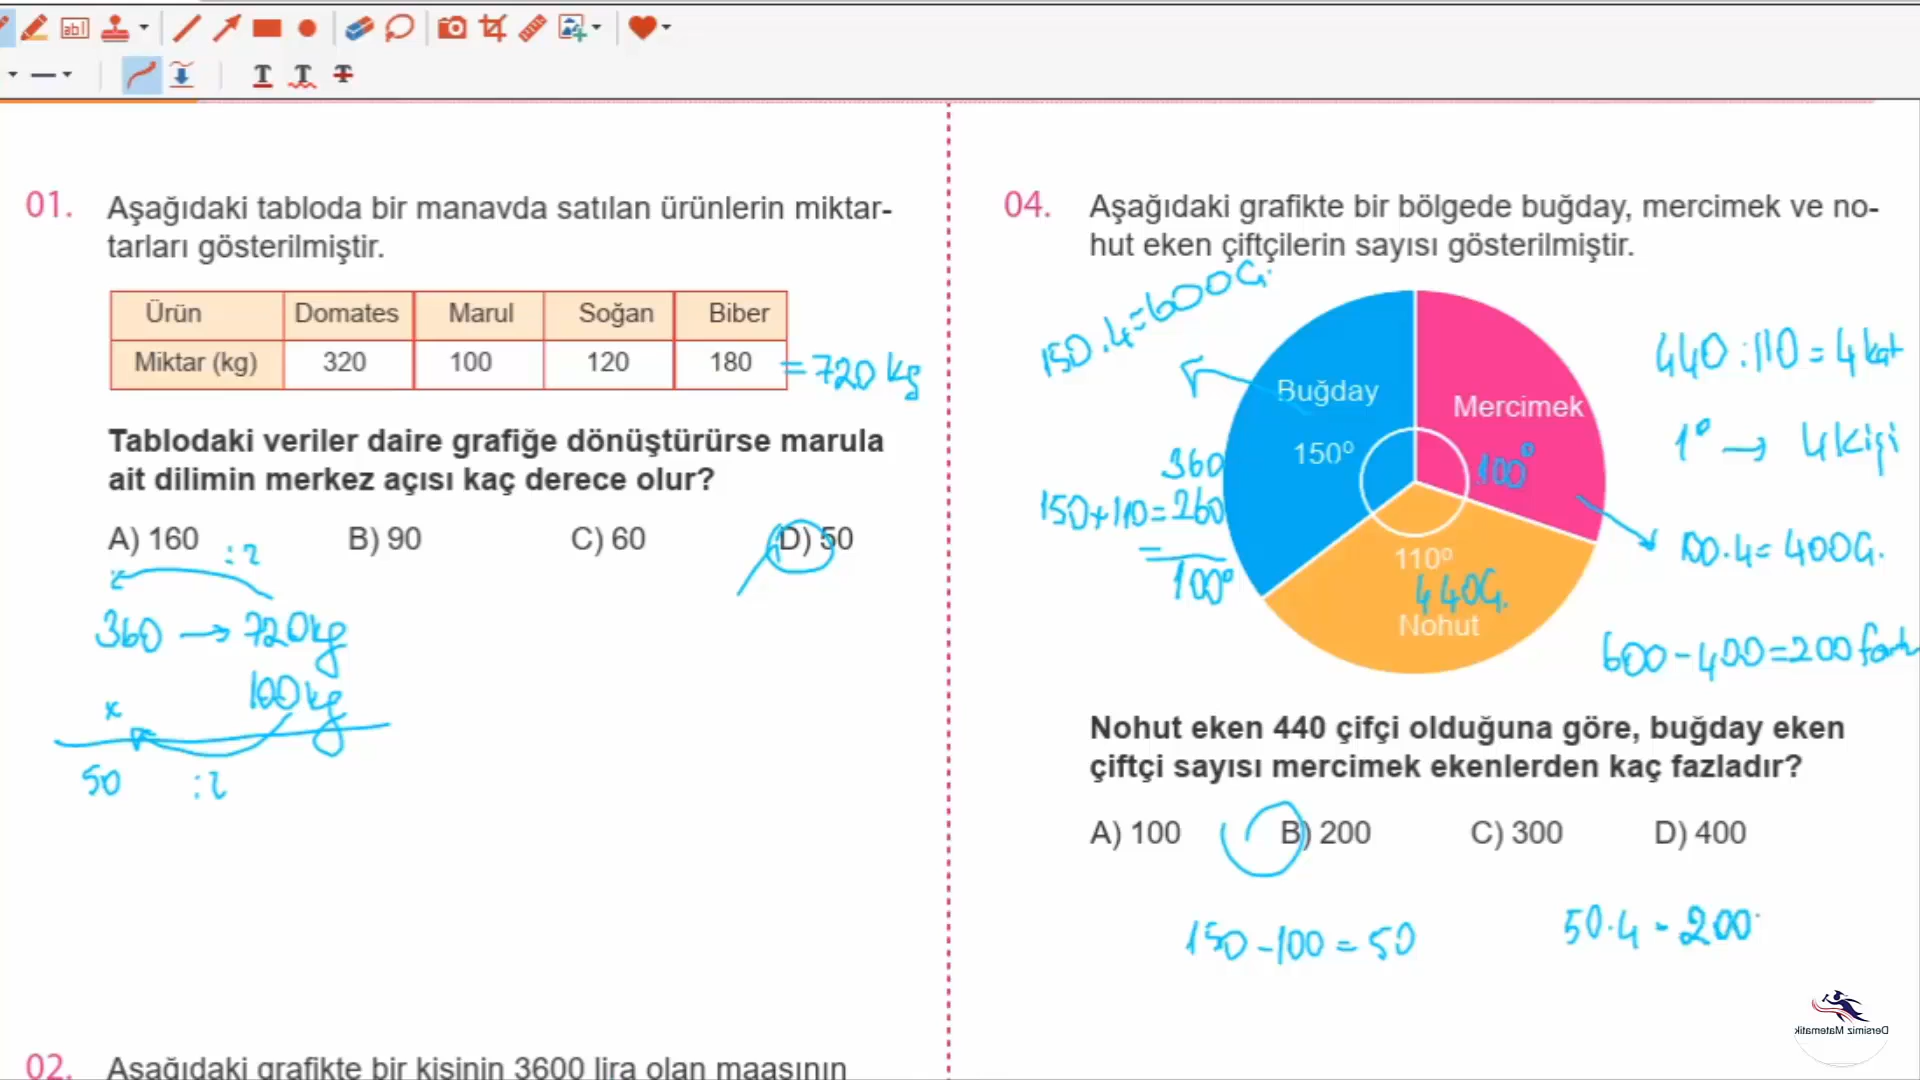 01. Aşağıdaki tabloda bir manavda satılan ürünlerin miktar-
tarları gösterilmiştir.
Ürün Domates Marul Soğan Biber
Miktar (kg) 320 100 120 180 = 720 kg
Tablodaki veriler daire grafiğe dönüştürürse marula
ait dilimin merkez açısı kaç derece olur?
A) 160 B) 90 C) 60 D) 50
:2
360 → 720kg
x 100kg
50 :2
02. Aşağıdaki grafikte bir kişinin 3600 lira olan maaşının
04. Aşağıdaki grafikte bir bölgede buğday, mercimek ve no-
hut eken çiftçilerin sayısı gösterilmiştir.
150.4=600Ç.
440:110=4kat
Buğday
Mercimek
150º
100°
1° → 4 kişi
360
150+110=260
100°
110º
440Ç.
Nohut
100.4=400Ç.
600-400=200 fark
Nohut eken 440 çifçi olduğuna göre, buğday eken
çiftçi sayısı mercimek ekenlerden kaç fazladır?
A) 100 B) 200 C) 300 D) 400
150-100=50
50.4=200
Dersimiz Matematik